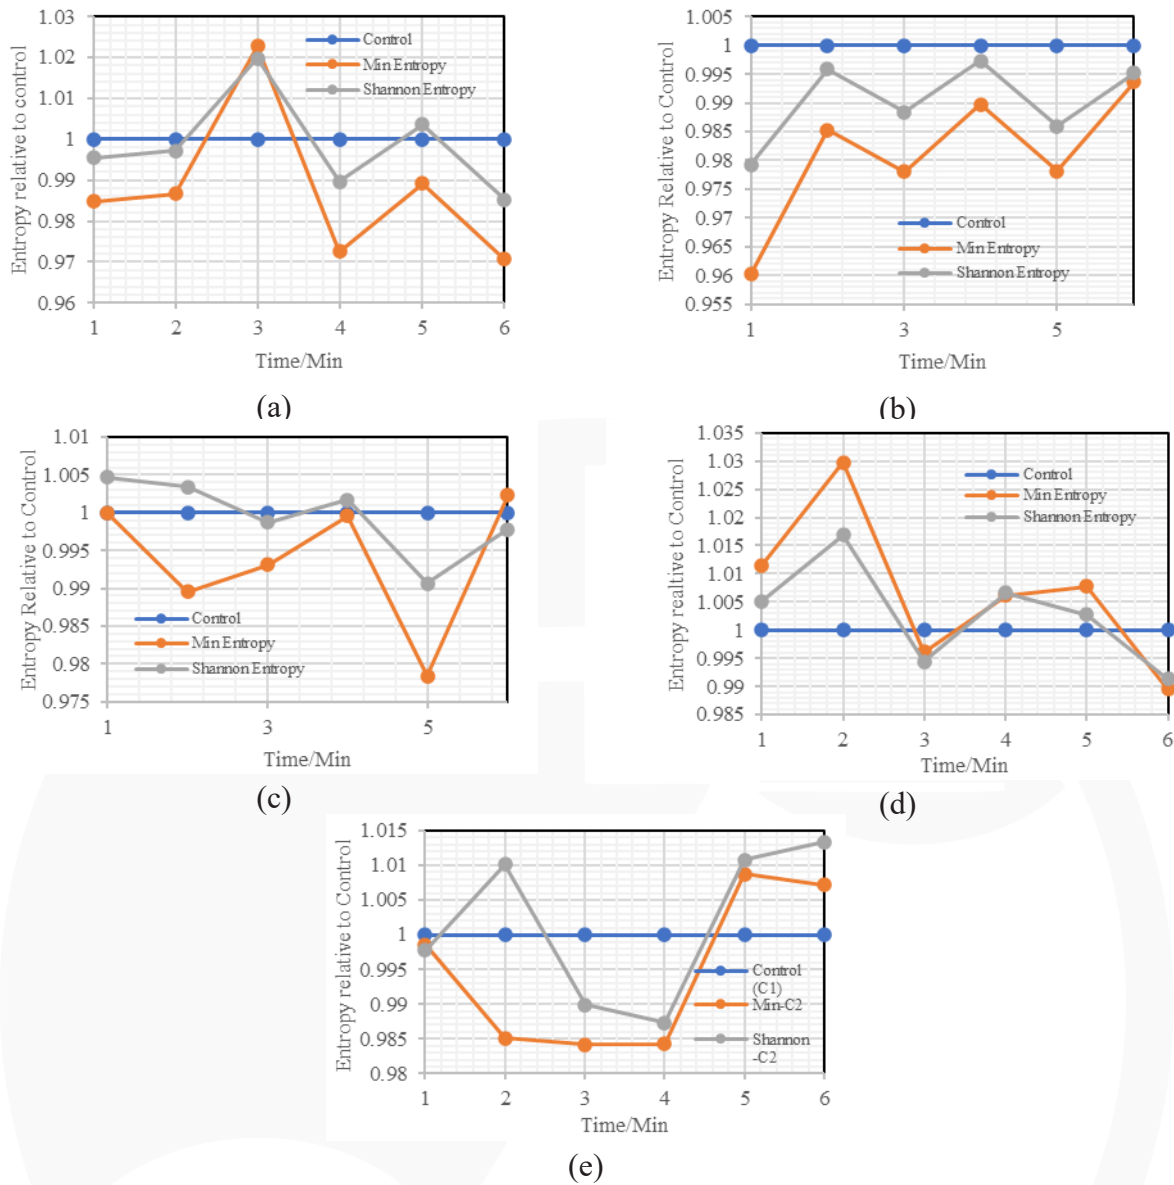 1.03
1.02
1.01
1
0.99
0.98
0.97
0.96
Entropy relative to control
Control
Min Entropy
Shannon Entropy
1 2 3 4 5 6
Time/Min
(a)
1.005
1
0.995
0.99
0.985
0.98
0.975
0.97
0.965
0.96
0.955
Entropy Relative to Control
Control
Min Entropy
Shannon Entropy
1 3 5
Time/Min
(b)
1.01
1.005
1
0.995
0.99
0.985
0.98
0.975
Entropy Relative to Control
Control
Min Entropy
Shannon Entropy
1 3 5
Time/Min
(c)
1.035
1.03
1.025
1.02
1.015
1.01
1.005
1
0.995
0.99
0.985
Entropy realtive to Control
Control
Min Entropy
Shannon Entropy
1 2 3 4 5 6
Time/Min
(d)
1.015
1.01
1.005
1
0.995
0.99
0.985
0.98
Entropy relative to Control
Control
(C1)
Min-C2
Shannon
-C2
1 2 3 4 5 6
Time/Min
(e)